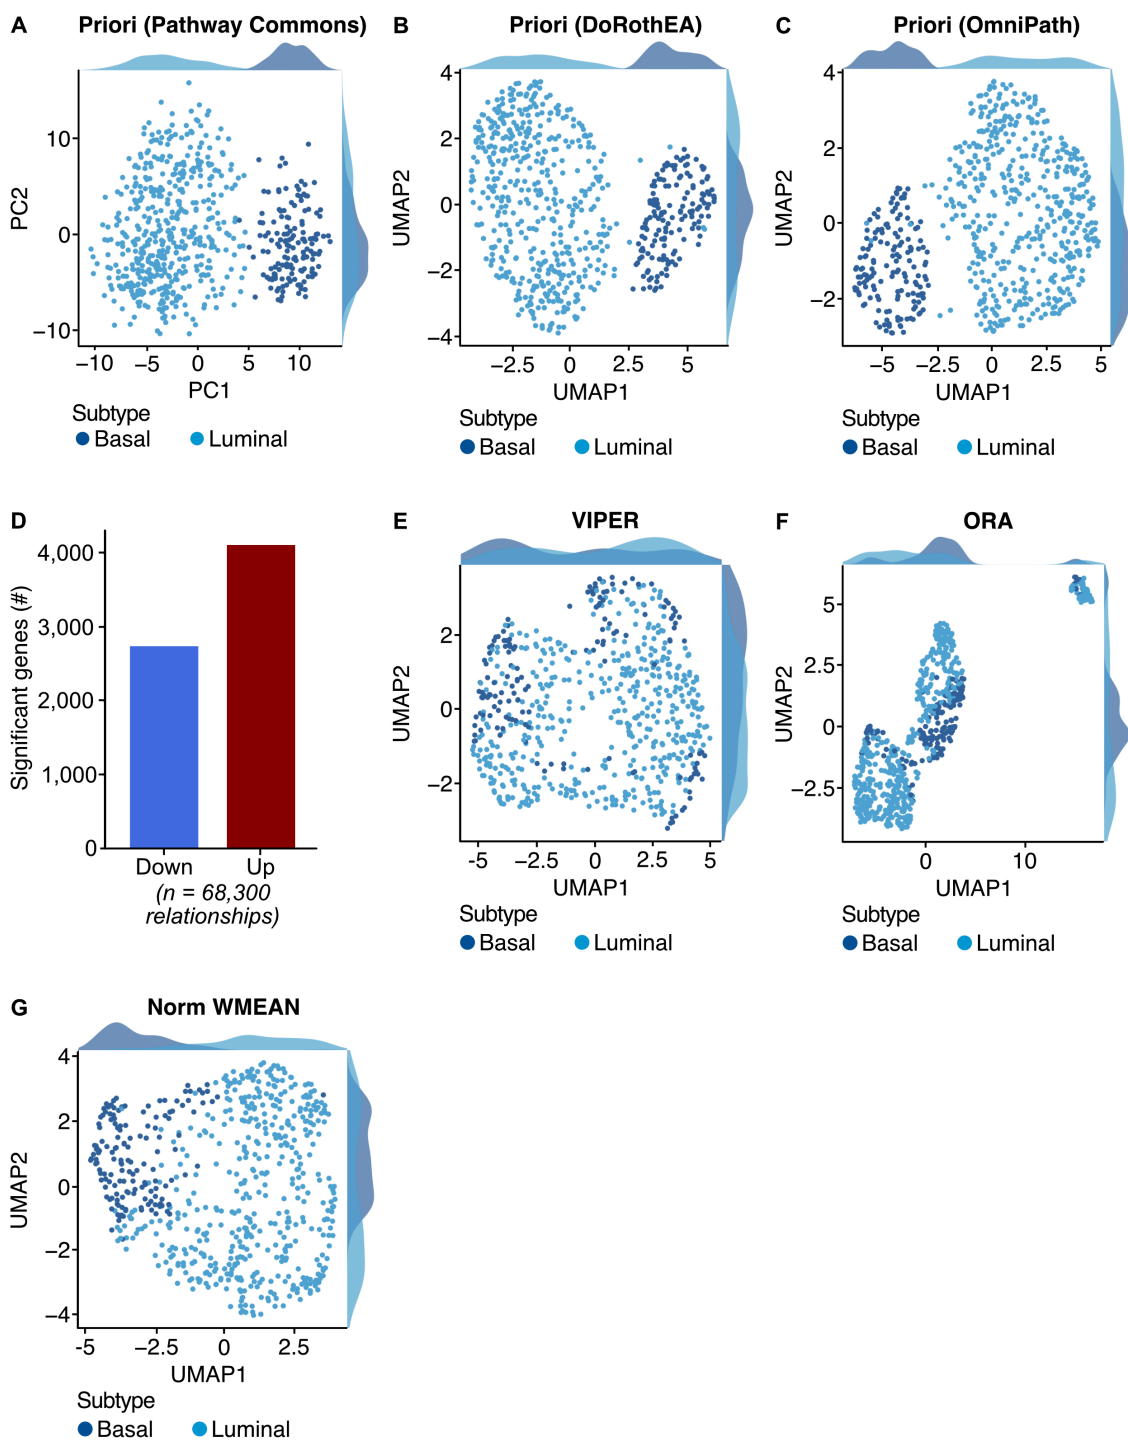 A Priori (Pathway Commons)
10
0
−10
PC2
−10 −5 0 5 10
PC1
Subtype
Basal Luminal
B Priori (DoRothEA)
4
2
0
−2
−4
UMAP2
−2.5 0 2.5 5
UMAP1
Subtype
Basal Luminal
C Priori (OmniPath)
4
2
0
−2
UMAP2
−5 −2.5 0 2.5 5
UMAP1
Subtype
Basal Luminal
D
4,000
3,000
2,000
1,000
0
Significant genes (#)
Down Up
(n = 68,300
relationships)
E VIPER
2
0
−2
UMAP2
-5 −2.5 0 2.5 5
UMAP1
Subtype
Basal Luminal
F ORA
5
2.5
0
−2.5
UMAP2
0 10
UMAP1
Subtype
Basal Luminal
G Norm WMEAN
4
2
0
−2
−4
UMAP2
-5 −2.5 0 2.5
UMAP1
Subtype
Basal Luminal